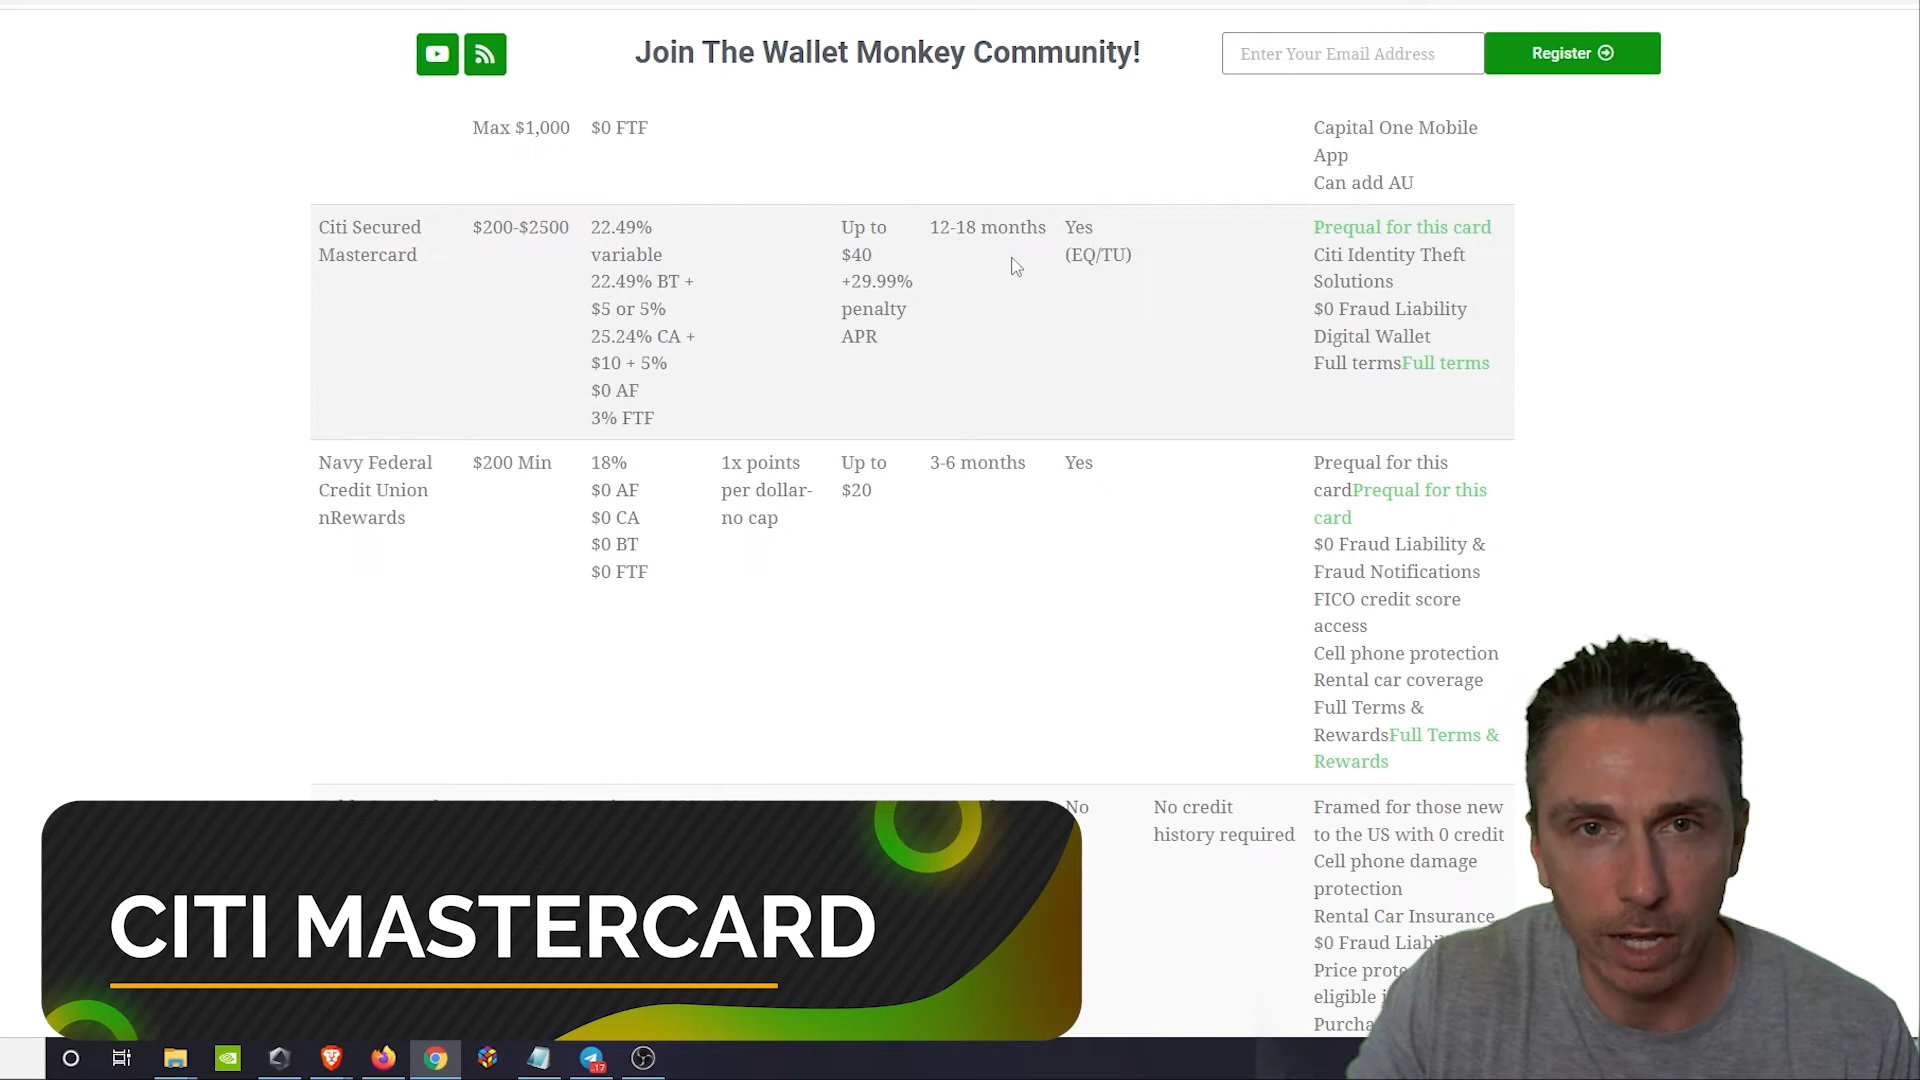 Join The Wallet Monkey Community!
Enter Your Email Address
Register
Max $1,000
$0 FTF
Capital One Mobile
App
Can add AU
Citi Secured
Mastercard
$200-$2500
22.49%
variable
22.49% BT +
$5 or 5%
25.24% CA +
$10 + 5%
$0 AF
3% FTF
Up to
$40
+29.99%
penalty
APR
12-18 months
Yes
(EQ/TU)
Prequal for this card
Citi Identity Theft
Solutions
$0 Fraud Liability
Digital Wallet
Full termsFull terms
Navy Federal
Credit Union
nRewards
$200 Min
18%
$0 AF
$0 CA
$0 BT
$0 FTF
1x points
per dollar-
no cap
Up to
$20
3-6 months
Yes
Prequal for this
cardPrequal for this
card
$0 Fraud Liability &
Fraud Notifications
FICO credit score
access
Cell phone protection
Rental car coverage
Full Terms &
RewardsFull Terms &
Rewards
No
No credit
history required
Framed for those new
to the US with 0 credit
Cell phone damage
protection
Rental Car Insurance
$0 Fraud
Price
eligible
CITI MASTERCARD
17